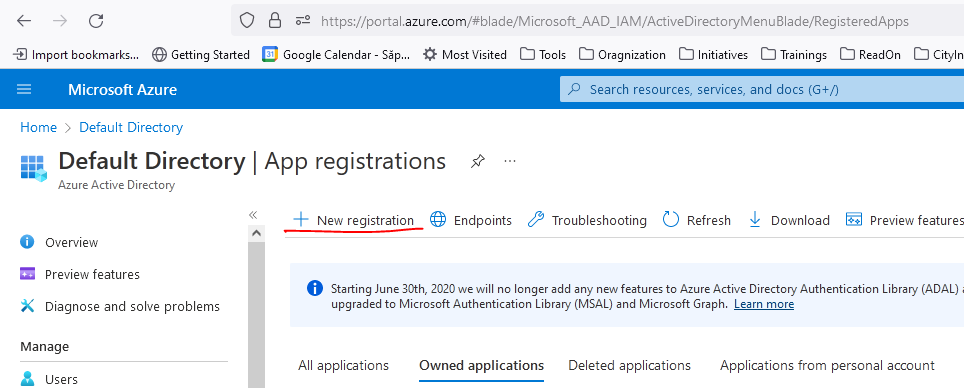 https://portal.azure.com/#blade/Microsoft_AAD_IAM/ActiveDirectoryMenuBlade/RegisteredApps
Import bookmarks... Getting Started 31 Google Calendar - Săp... Most Visited Tools Oragnization Initiatives Trainings ReadOn CityIn
Microsoft Azure Search resources, services, and docs (G+/)
Home > Default Directory
Default Directory | App registrations ...
Azure Active Directory
« + New registration Endpoints Troubleshooting Refresh Download Preview features
Overview
Preview features
Diagnose and solve problems
Starting June 30th, 2020 we will no longer add any new features to Azure Active Directory Authentication Library (ADAL) a
upgraded to Microsoft Authentication Library (MSAL) and Microsoft Graph. Learn more
Manage
Users
All applications Owned applications Deleted applications Applications from personal account